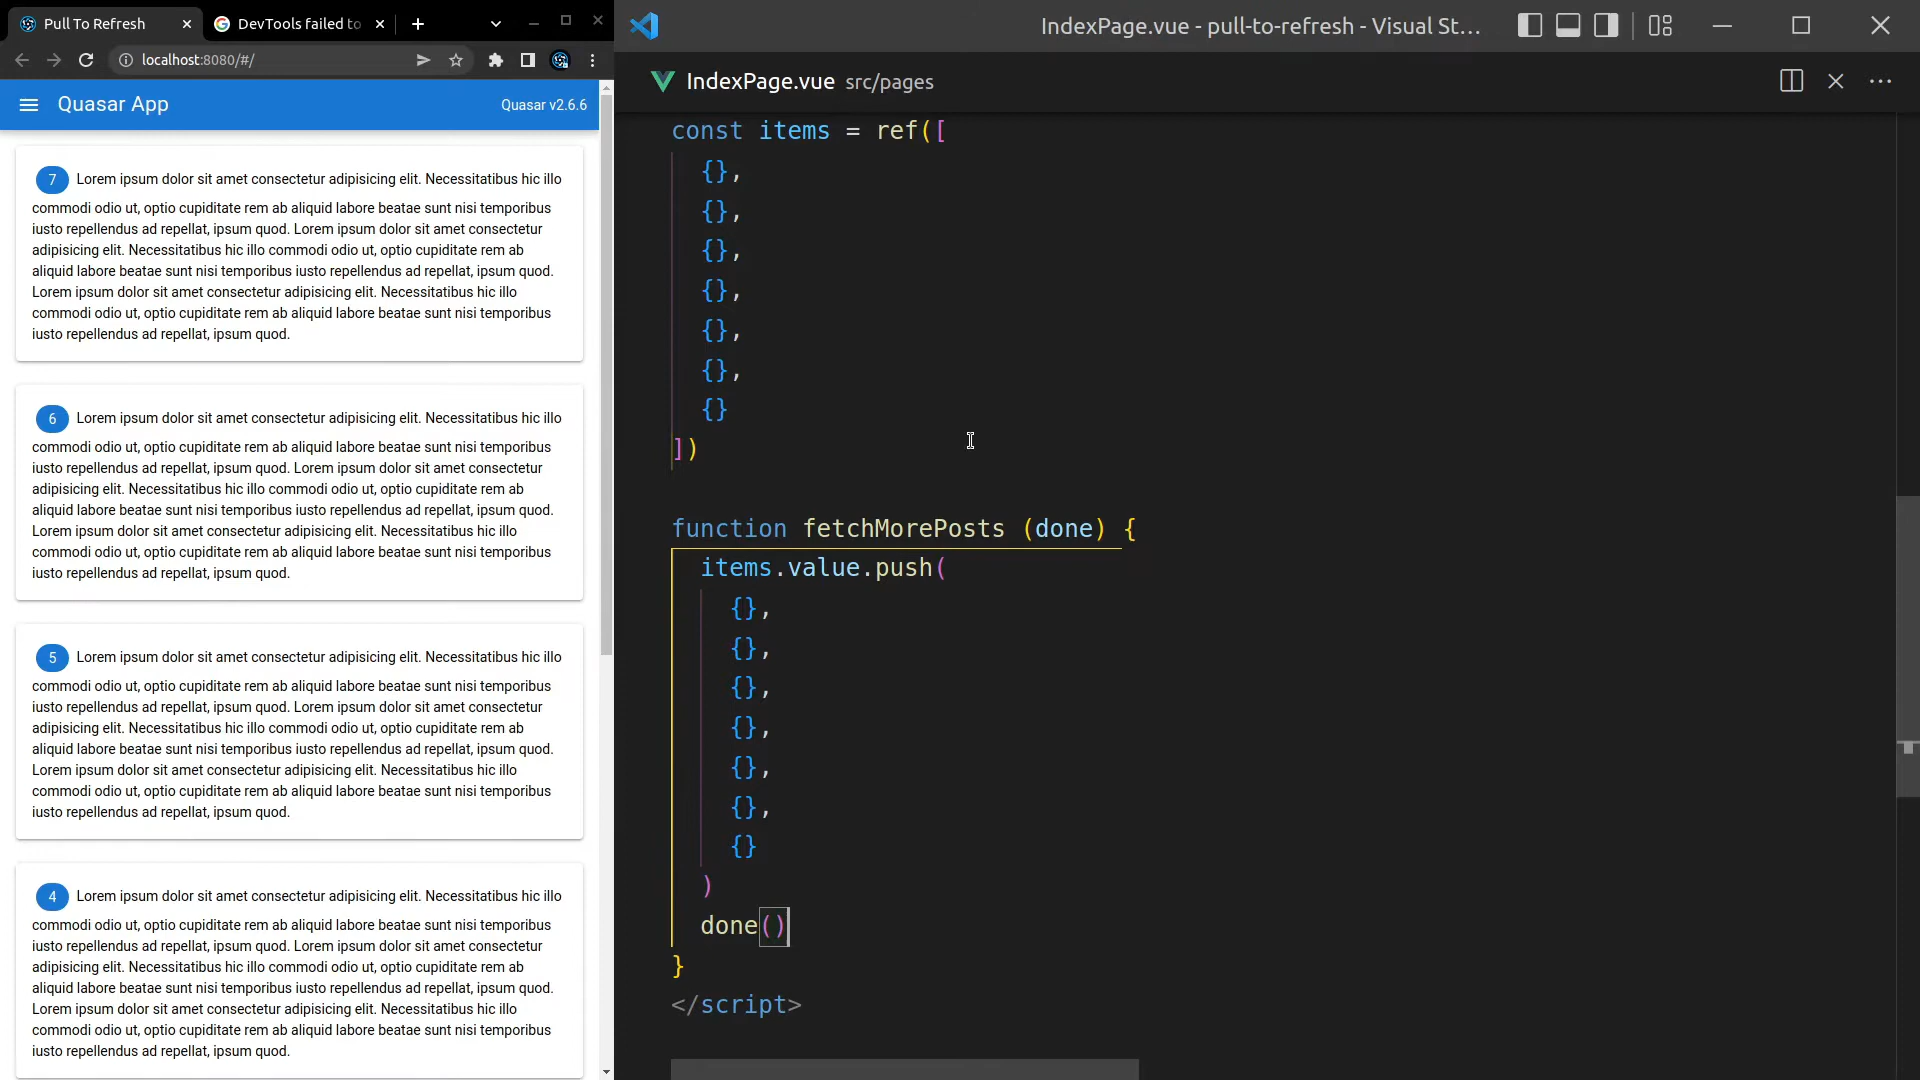 Pull To Refresh
DevTools failed to
localhost:8080/#/
Quasar App
Quasar v2.6.6
7 Lorem ipsum dolor sit amet consectetur adipisicing elit. Necessitatibus hic illo
commodi odio ut, optio cupiditate rem ab aliquid labore beatae sunt nisi temporibus
iusto repellendus ad repellat, ipsum quod. Lorem ipsum dolor sit amet consectetur
adipisicing elit. Necessitatibus hic illo commodi odio ut, optio cupiditate rem ab
aliquid labore beatae sunt nisi temporibus iusto repellendus ad repellat, ipsum quod.
Lorem ipsum dolor sit amet consectetur adipisicing elit. Necessitatibus hic illo
commodi odio ut, optio cupiditate rem ab aliquid labore beatae sunt nisi temporibus
iusto repellendus ad repellat, ipsum quod.
6 Lorem ipsum dolor sit amet consectetur adipisicing elit. Necessitatibus hic illo
commodi odio ut, optio cupiditate rem ab aliquid labore beatae sunt nisi temporibus
iusto repellendus ad repellat, ipsum quod. Lorem ipsum dolor sit amet consectetur
adipisicing elit. Necessitatibus hic illo commodi odio ut, optio cupiditate rem ab
aliquid labore beatae sunt nisi temporibus iusto repellendus ad repellat, ipsum quod.
Lorem ipsum dolor sit amet consectetur adipisicing elit. Necessitatibus hic illo
commodi odio ut, optio cupiditate rem ab aliquid labore beatae sunt nisi temporibus
iusto repellendus ad repellat, ipsum quod.
5 Lorem ipsum dolor sit amet consectetur adipisicing elit. Necessitatibus hic illo
commodi odio ut, optio cupiditate rem ab aliquid labore beatae sunt nisi temporibus
iusto repellendus ad repellat, ipsum quod. Lorem ipsum dolor sit amet consectetur
adipisicing elit. Necessitatibus hic illo commodi odio ut, optio cupiditate rem ab
aliquid labore beatae sunt nisi temporibus iusto repellendus ad repellat, ipsum quod.
Lorem ipsum dolor sit amet consectetur adipisicing elit. Necessitatibus hic illo
commodi odio ut, optio cupiditate rem ab aliquid labore beatae sunt nisi temporibus
iusto repellendus ad repellat, ipsum quod.
4 Lorem ipsum dolor sit amet consectetur adipisicing elit. Necessitatibus hic illo
commodi odio ut, optio cupiditate rem ab aliquid labore beatae sunt nisi temporibus
iusto repellendus ad repellat, ipsum quod. Lorem ipsum dolor sit amet consectetur
adipisicing elit. Necessitatibus hic illo commodi odio ut, optio cupiditate rem ab
aliquid labore beatae sunt nisi temporibus iusto repellendus ad repellat, ipsum quod.
Lorem ipsum dolor sit amet consectetur adipisicing elit. Necessitatibus hic illo
commodi odio ut, optio cupiditate rem ab aliquid labore beatae sunt nisi temporibus
iusto repellendus ad repellat, ipsum quod.
IndexPage.vue - pull-to-refresh - Visual St...
IndexPage.vue src/pages
const items = ref([
{},
{},
{},
{},
{},
{},
{}
])
function fetchMorePosts (done) {
items.value.push(
{},
{},
{},
{},
{},
{},
{}
)
done()
}
</script>